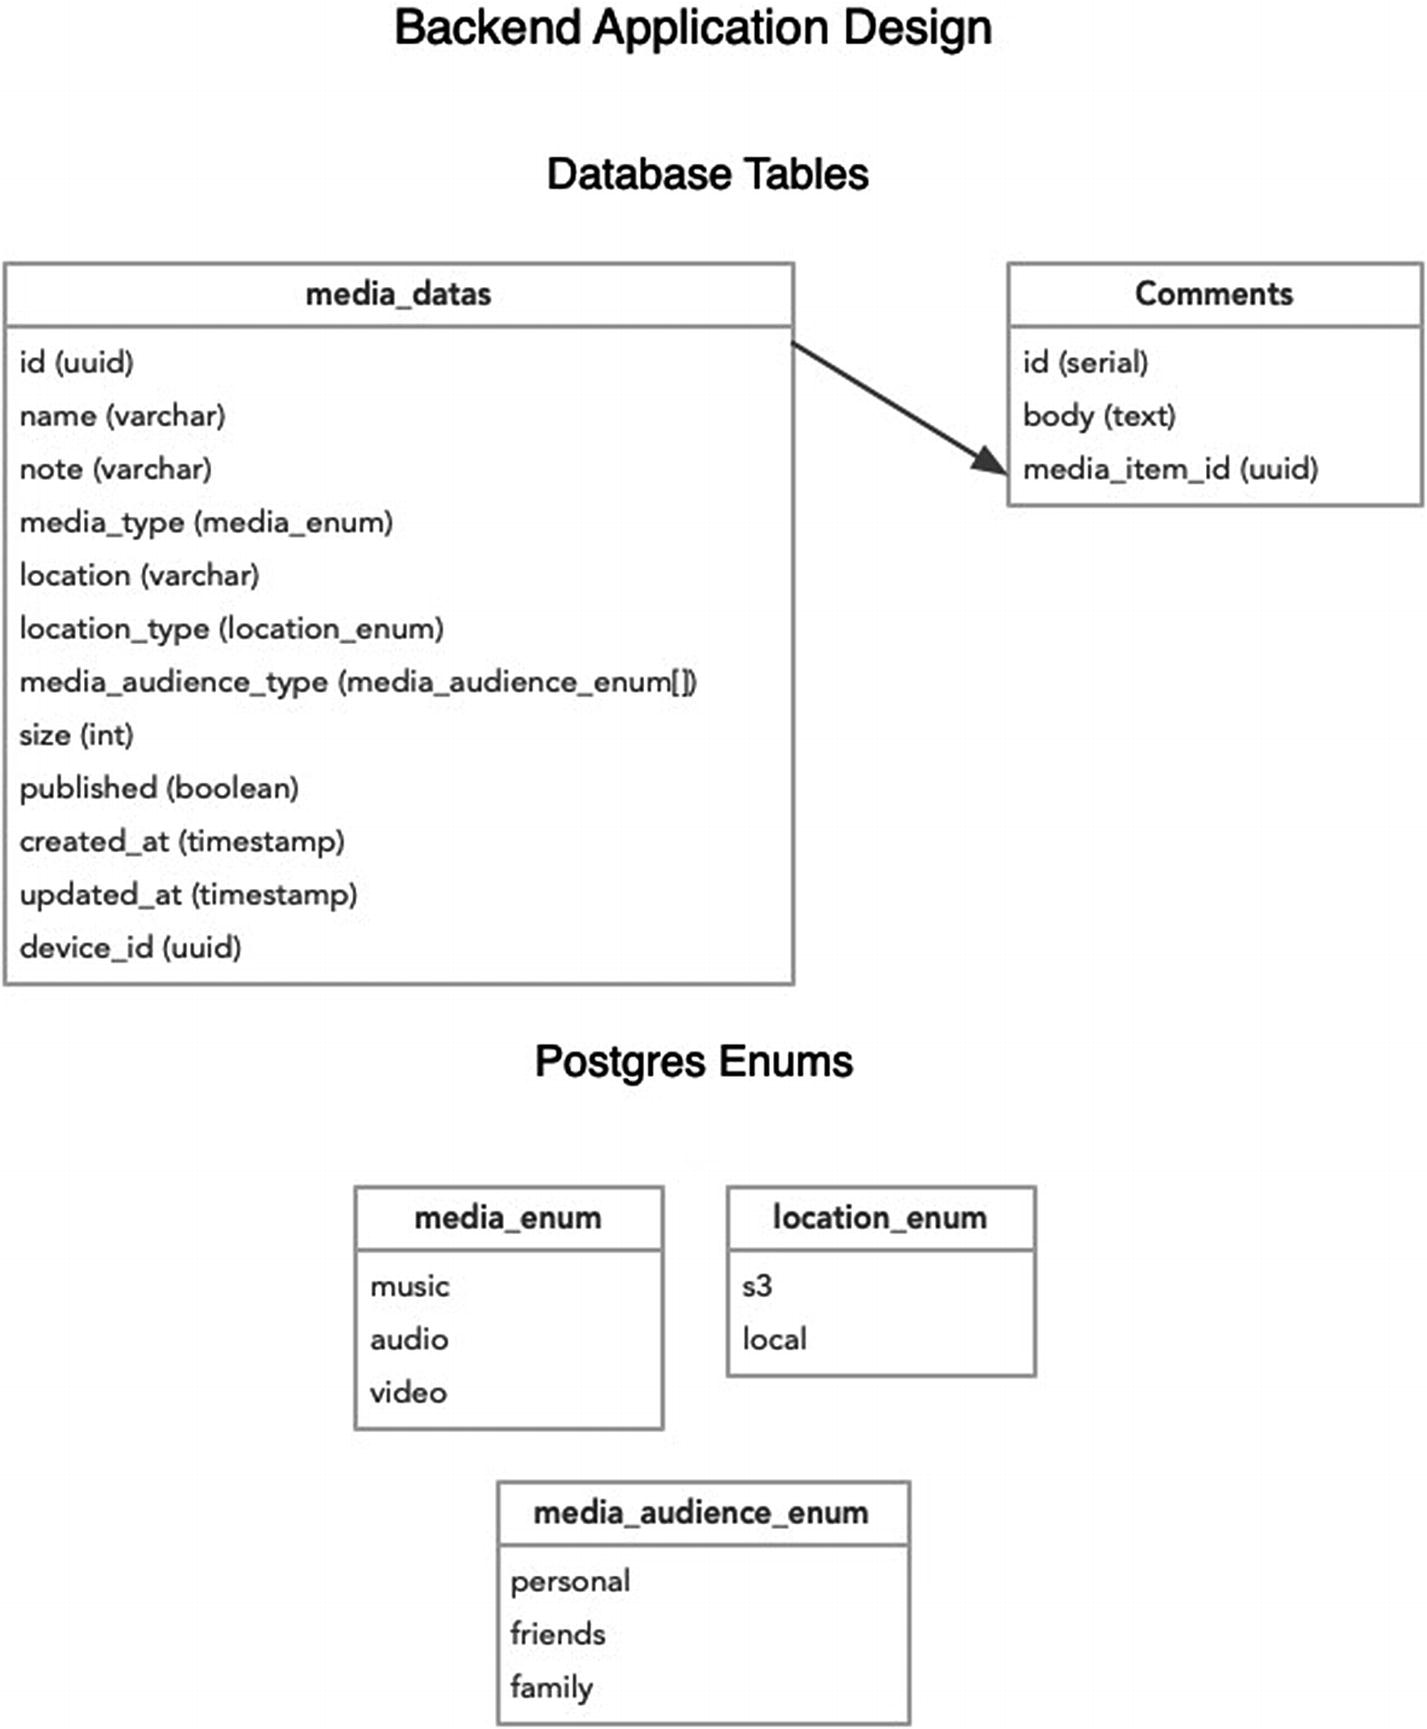 Backend Application Design
Database Tables
media_datas
id (uuid)
name (varchar)
note (varchar)
media_type (media_enum)
location (varchar)
location_type (location_enum)
media_audience_type (media_audience_enum[])
size (int)
published (boolean)
created_at (timestamp)
updated_at (timestamp)
device_id (uuid)
Comments
id (serial)
body (text)
media_item_id (uuid)
Postgres Enums
media_enum
music
audio
video
location_enum
s3
local
media_audience_enum
personal
friends
family